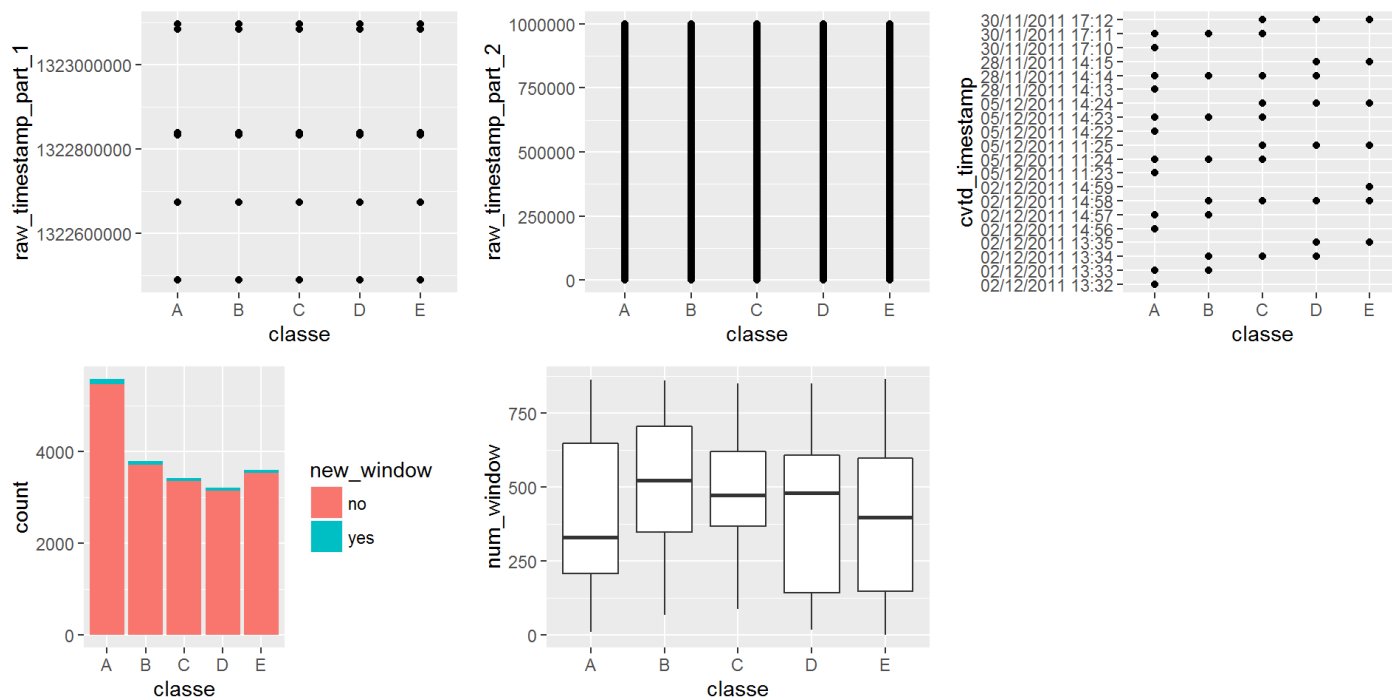 raw_timestamp_part_1
1323000000
1322800000
1322600000
A B C D E
classe
raw_timestamp_part_2
1000000
750000
500000
250000
0
A B C D E
classe
cvtd_timestamp
30/11/2011 17:12
30/11/2011 17:11
30/11/2011 17:10
28/11/2011 14:15
28/11/2011 14:14
28/11/2011 14:13
05/12/2011 14:24
05/12/2011 14:23
05/12/2011 14:22
05/12/2011 11:25
05/12/2011 11:24
05/12/2011 11:23
02/12/2011 14:59
02/12/2011 14:58
02/12/2011 14:57
02/12/2011 14:56
02/12/2011 13:35
02/12/2011 13:34
02/12/2011 13:33
02/12/2011 13:32
A B C D E
classe
count
4000
2000
0
A B C D E
classe
new_window
no
yes
num_window
750
500
250
0
A B C D E
classe